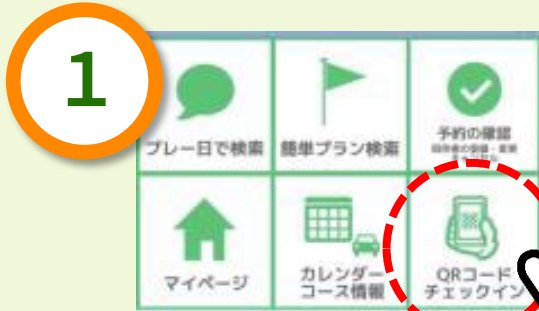 1
プレー日で検索
簡単プラン検索
予約の確認
マイページ
カレンダー
コース情報
QRコード
チェックイン